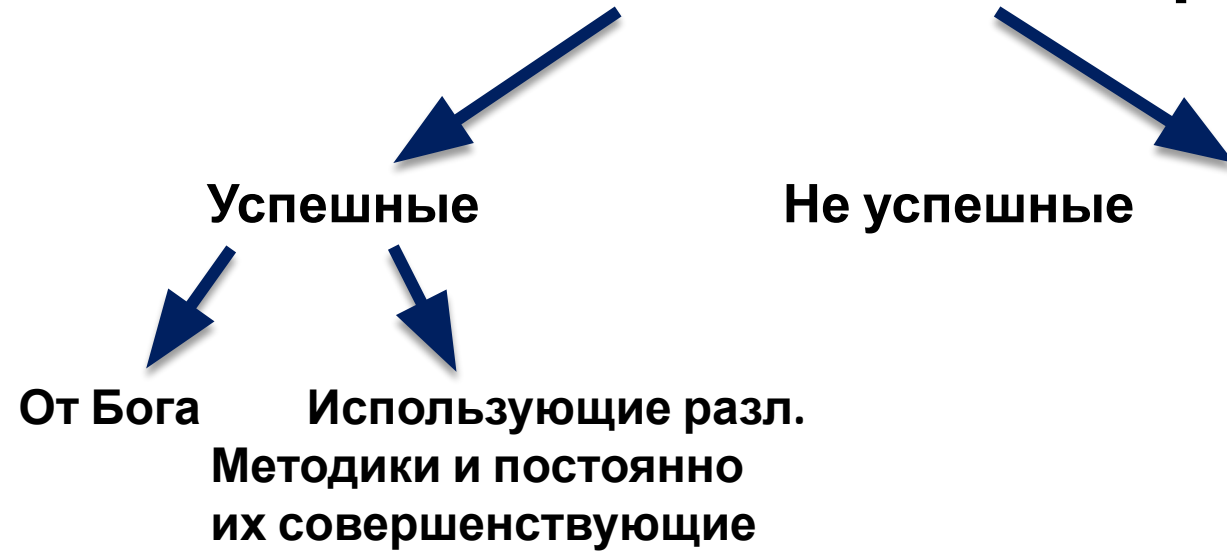 Успешные Не успешные
От Бога Использующие разл.
Методики и постоянно
их совершенствующие